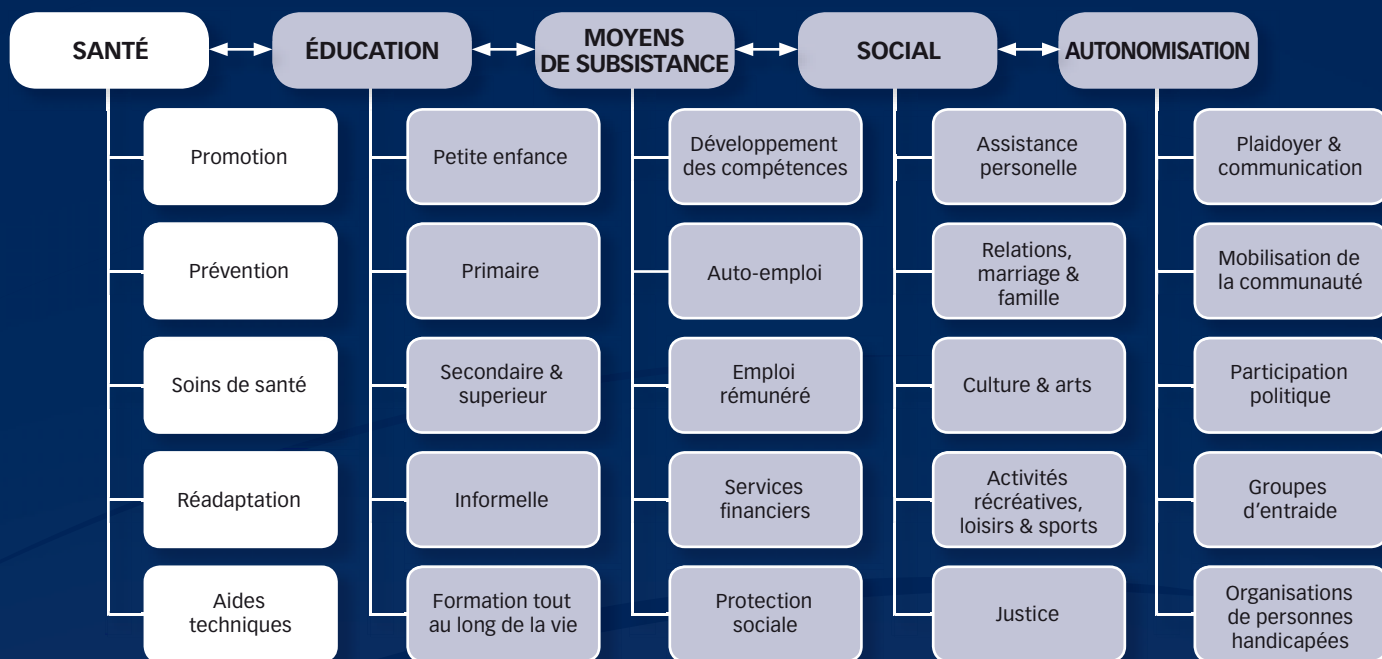 SANTÉ
ÉDUCATION
MOYENS
DE SUBSISTANCE
SOCIAL
AUTONOMISATION
Promotion
Prévention
Soins de santé
Réadaptation
Aides
techniques
Petite enfance
Primaire
Secondaire &
superieur
Informelle
Formation tout
au long de la vie
Développement
des compétences
Auto-emploi
Emploi
rémunéré
Services
financiers
Protection
sociale
Assistance
personelle
Relations,
marriage &
famille
Culture & arts
Activités
récréatives,
loisirs & sports
Justice
Plaidoyer &
communication
Mobilisation de
la communauté
Participation
politique
Groupes
d'entraide
Organisations
de personnes
handicapées